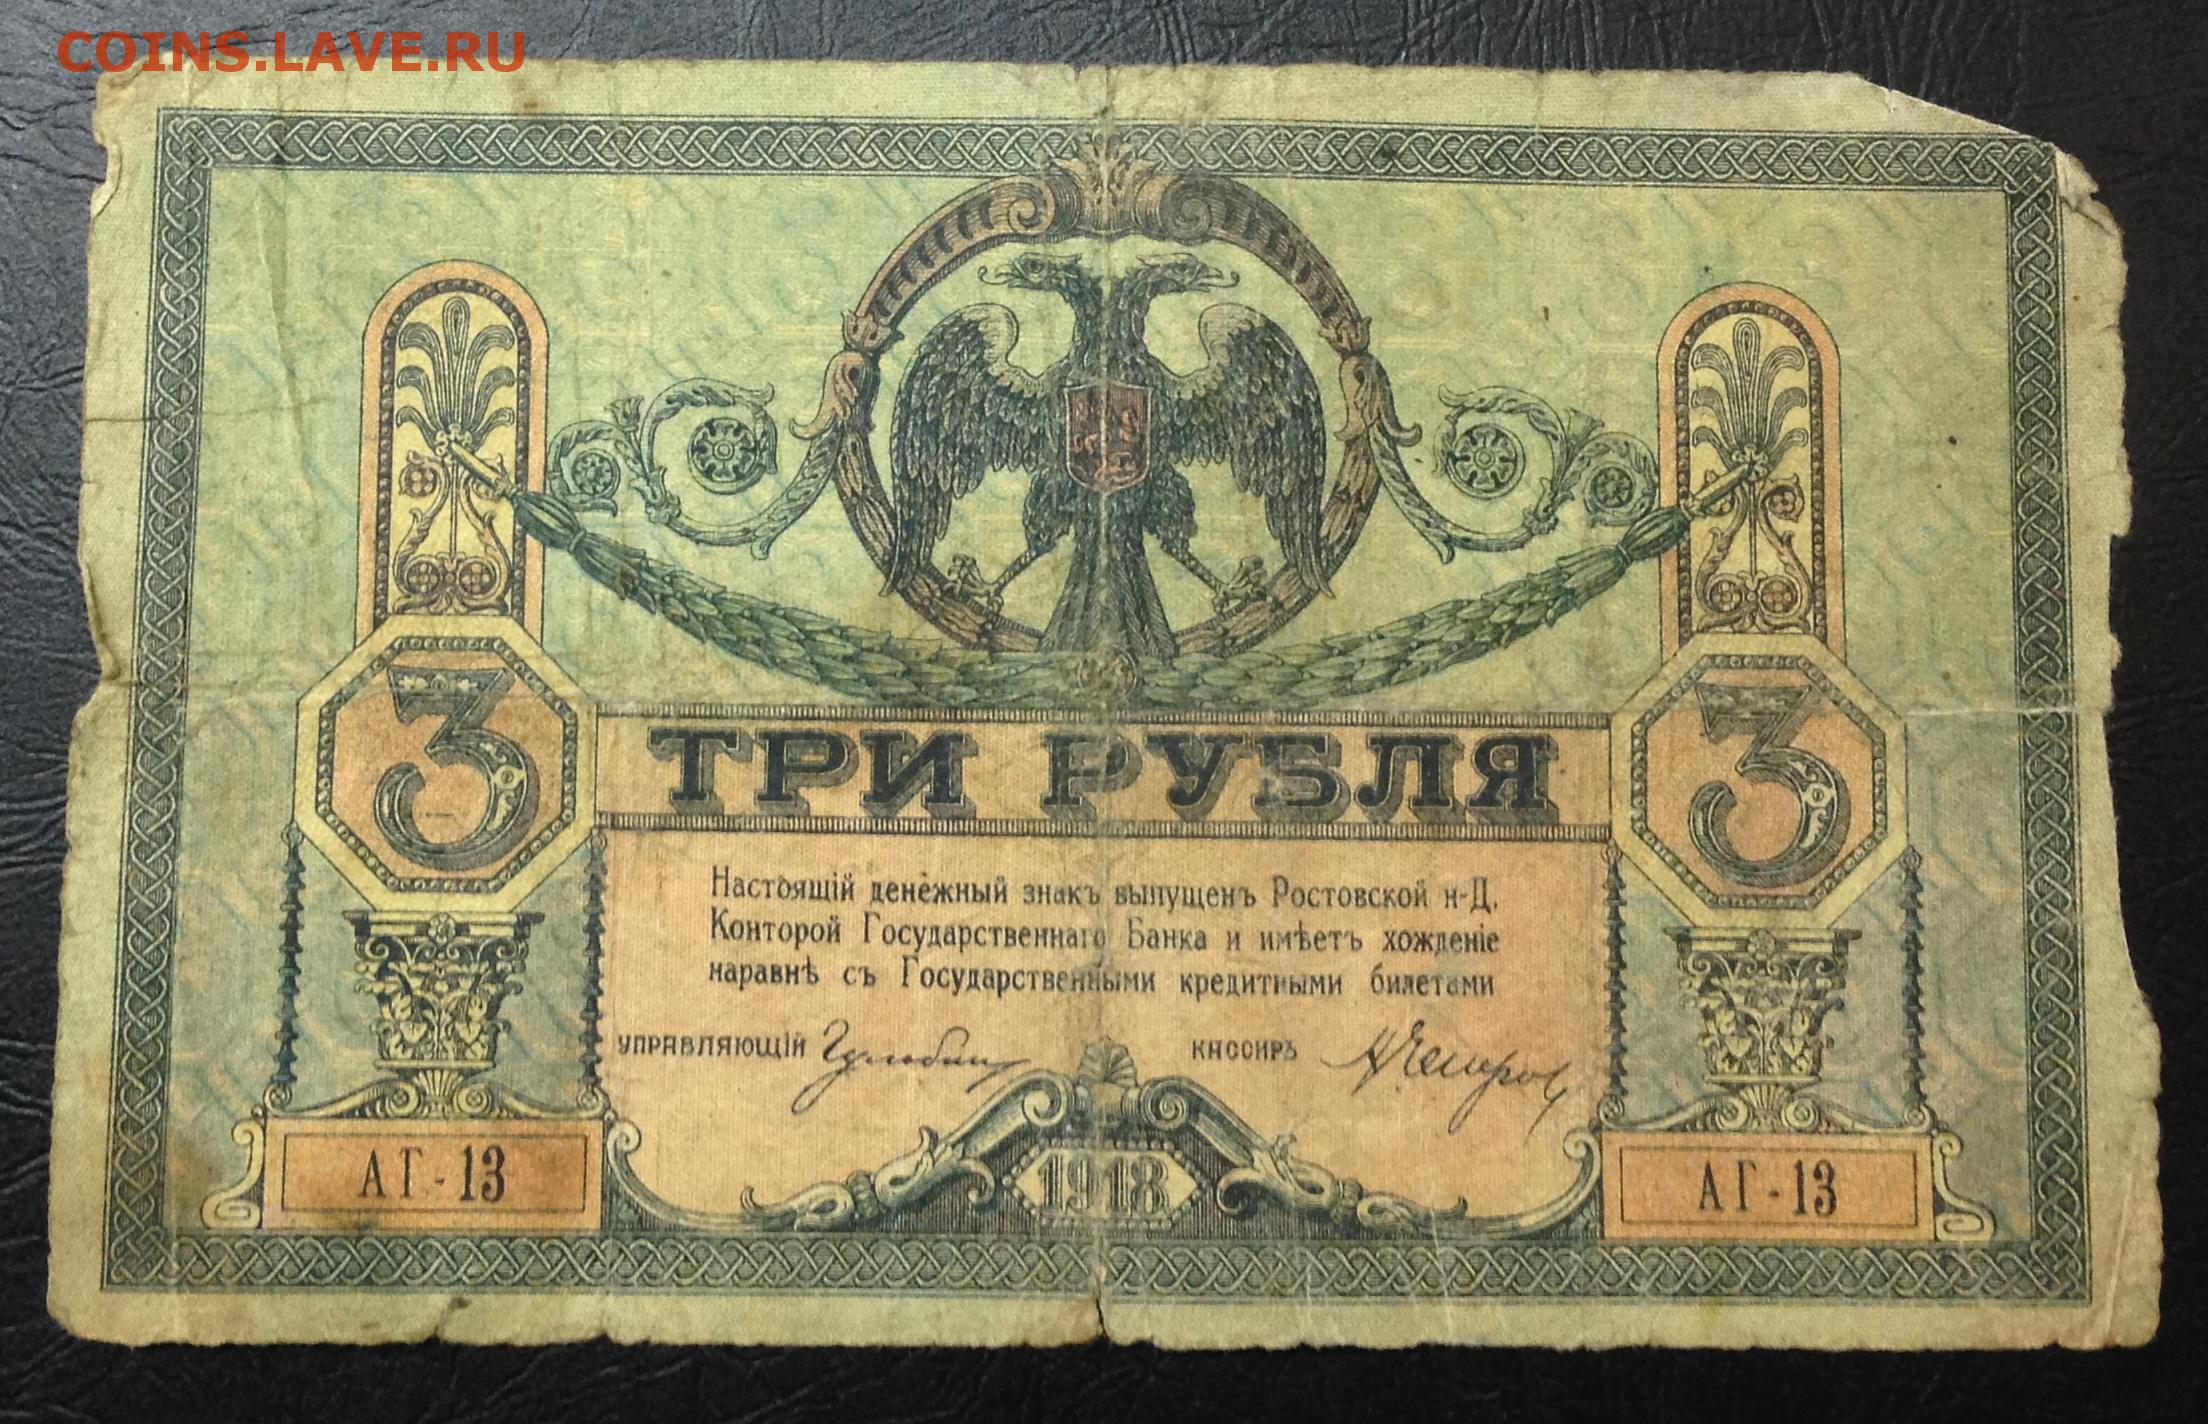 COINS.LAVE.RU
3
3
ТРИ РУБЛЯ
Настоящій денежный знакъ выпущенъ Ростовской н-Д.
Конторой Государственнаго Банка и имѣетъ хожденіе
наравнѣ съ Государственными кредитными билетами
УПРАВЛЯЮЩІЙ
КАССИРЪ
АГ-13
1918
АГ-13